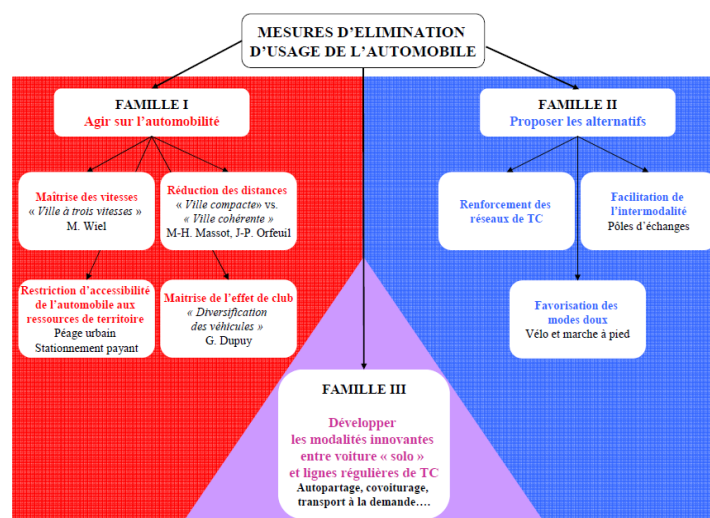 MESURES D'ELIMINATION
D'USAGE DE L'AUTOMOBILE
FAMILLE I
Agir sur l'automobilité
FAMILLE II
Proposer les alternatifs
Maîtrise des vitesses
« Ville à trois vitesses »
M. Wiel
Réduction des distances
« Ville compacte» vs.
« Ville cohérente »
M-H. Massot, J-P. Orfeuil
Renforcement des
réseaux de TC
Facilitation de
l'intermodalité
Pôles d'échanges
Restriction d'accessibilité
de l'automobile aux
ressources de territoire
Péage urbain
Stationnement payant
Maitrise de l'effet de club
« Diversification
des véhicules »
G. Dupuy
Favorisation des
modes doux
Vélo et marche à pied
FAMILLE III
Développer
les modalités innovantes
entre voiture « solo »
et lignes régulières de TC
Autopartage, covoiturage,
transport à la demande….